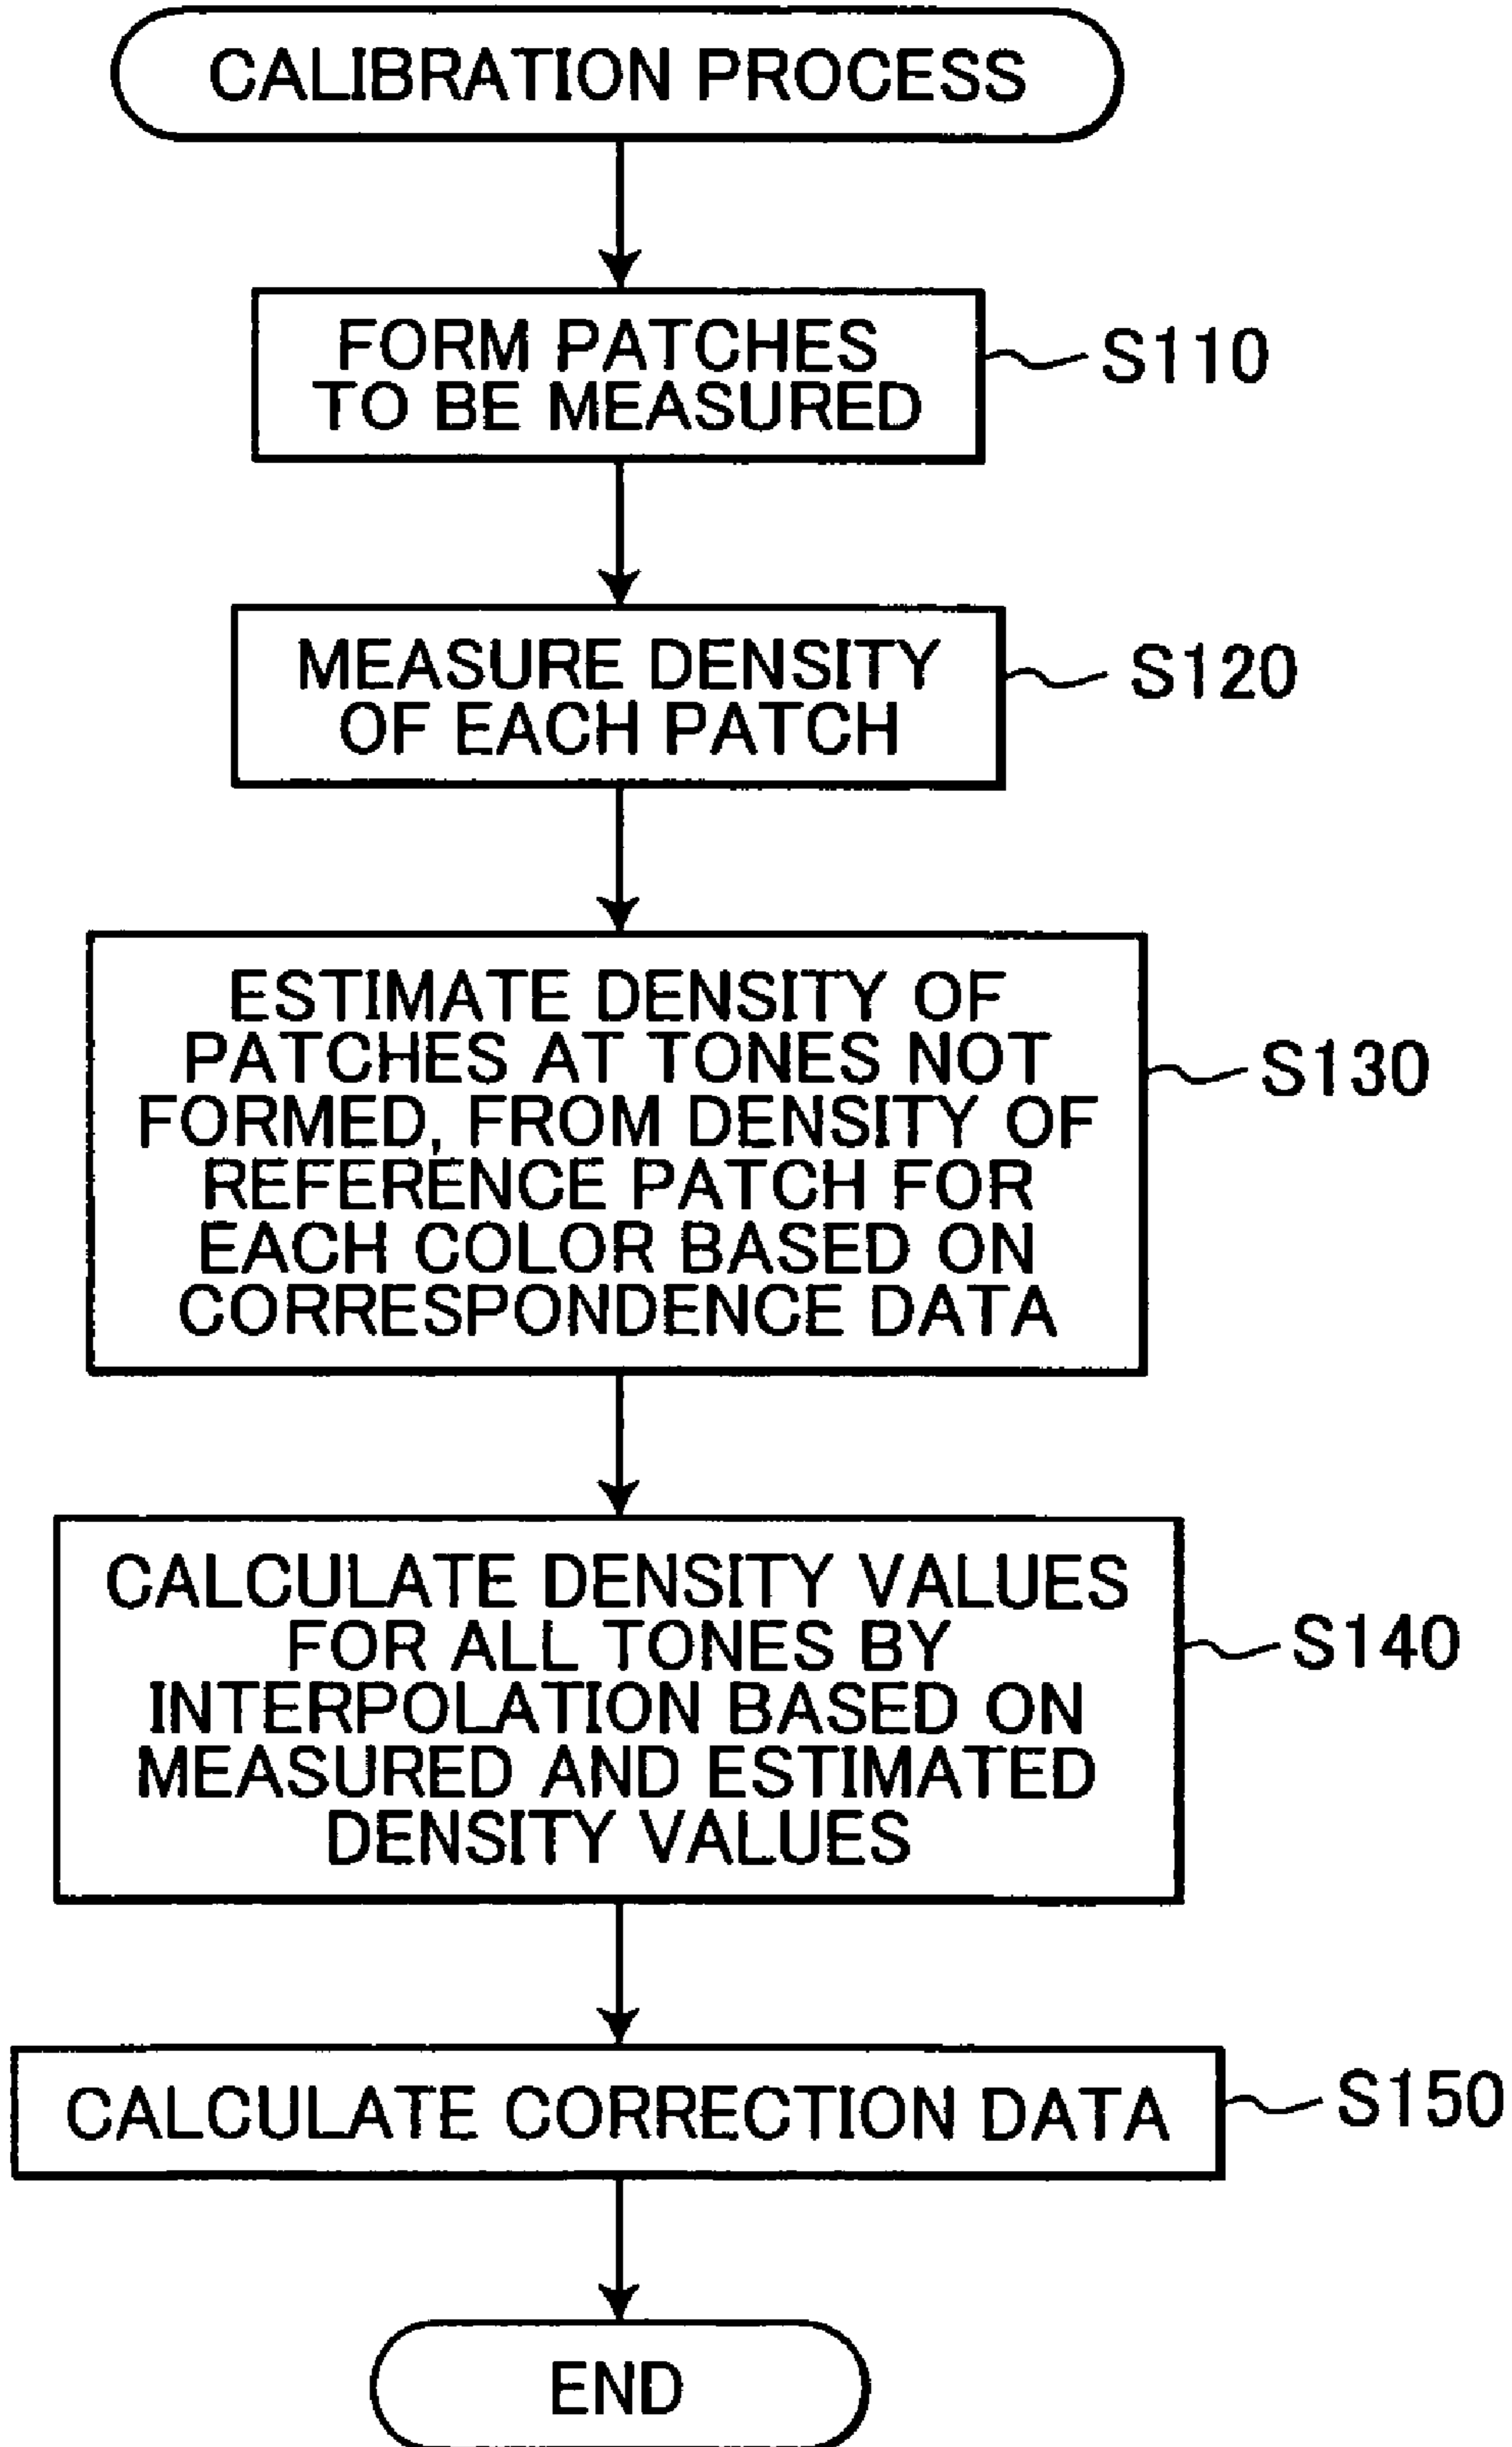 CALIBRATION PROCESS
FORM PATCHES
TO BE MEASURED
S110
MEASURE DENSITY
OF EACH PATCH
S120
ESTIMATE DENSITY OF
PATCHES AT TONES NOT
FORMED, FROM DENSITY OF
REFERENCE PATCH FOR
EACH COLOR BASED ON
CORRESPONDENCE DATA
S130
CALCULATE DENSITY VALUES
FOR ALL TONES BY
INTERPOLATION BASED ON
MEASURED AND ESTIMATED
DENSITY VALUES
S140
CALCULATE CORRECTION DATA
S150
END